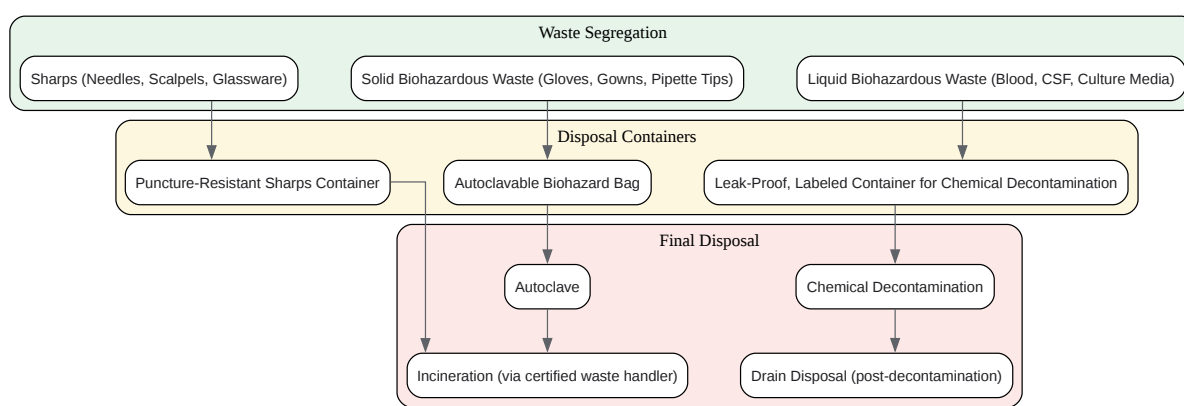 Waste Segregation
Sharps (Needles, Scalpels, Glassware)
Solid Biohazardous Waste (Gloves, Gowns, Pipette Tips)
Liquid Biohazardous Waste (Blood, CSF, Culture Media)
Disposal Containers
Puncture-Resistant Sharps Container
Autoclavable Biohazard Bag
Leak-Proof, Labeled Container for Chemical Decontamination
Final Disposal
Autoclave
Chemical Decontamination
Incineration (via certified waste handler)
Drain Disposal (post-decontamination)